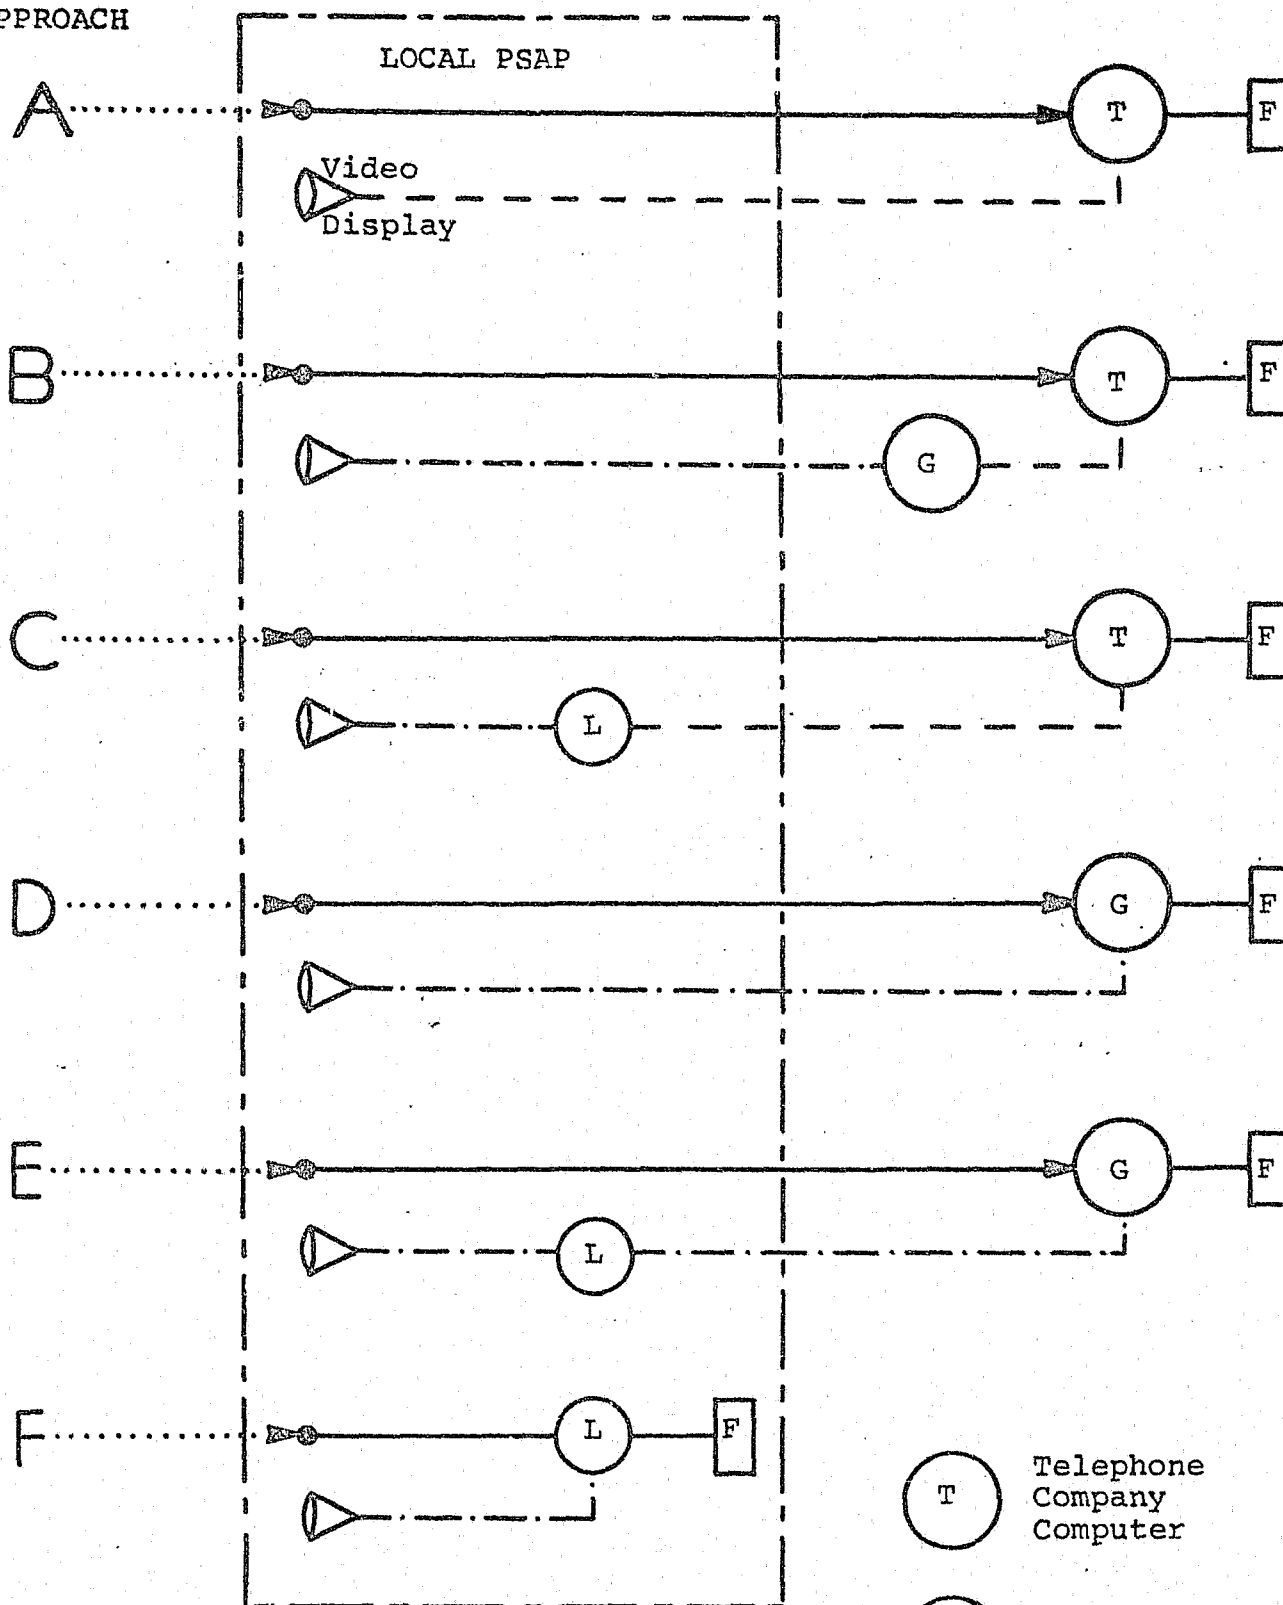 PPROACH
LOCAL PSAP
A
T
F
Video
Display
B
T
F
G
C
T
F
L
D
G
F
E
G
F
L
F
L
F
T
Telephone
Company
Computer